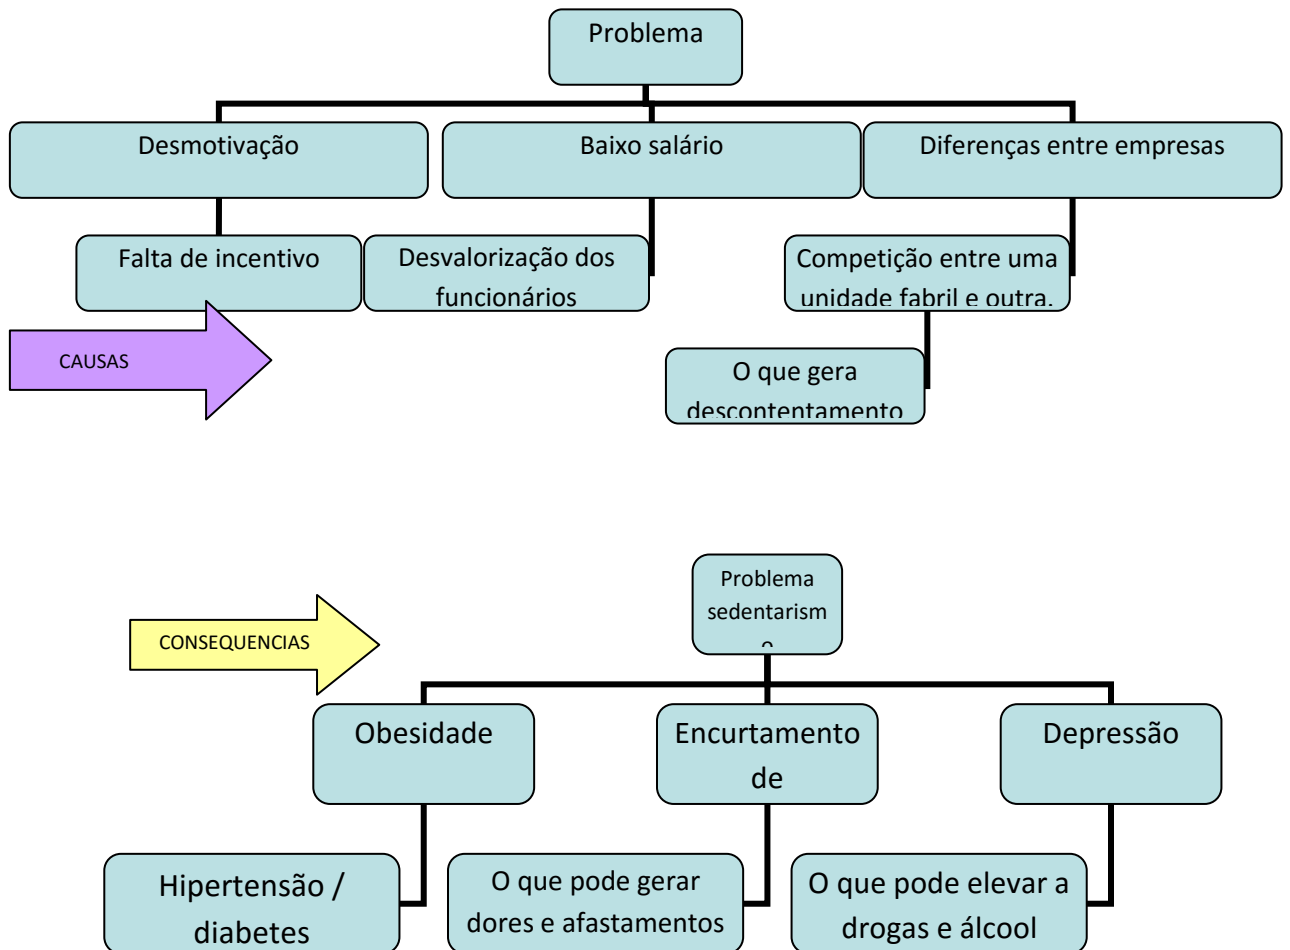 Problema
Desmotivação
Baixo salário
Diferenças entre empresas
Falta de incentivo
Desvalorização dos
funcionários
Competição entre uma
unidade fabril e outra.
CAUSAS
O que gera
descontentamento
Problema
sedentarism
o
CONSEQUENCIAS
Obesidade
Encurtamento
de
Depressão
Hipertensão /
diabetes
O que pode gerar
dores e afastamentos
O que pode elevar a
drogas e álcool